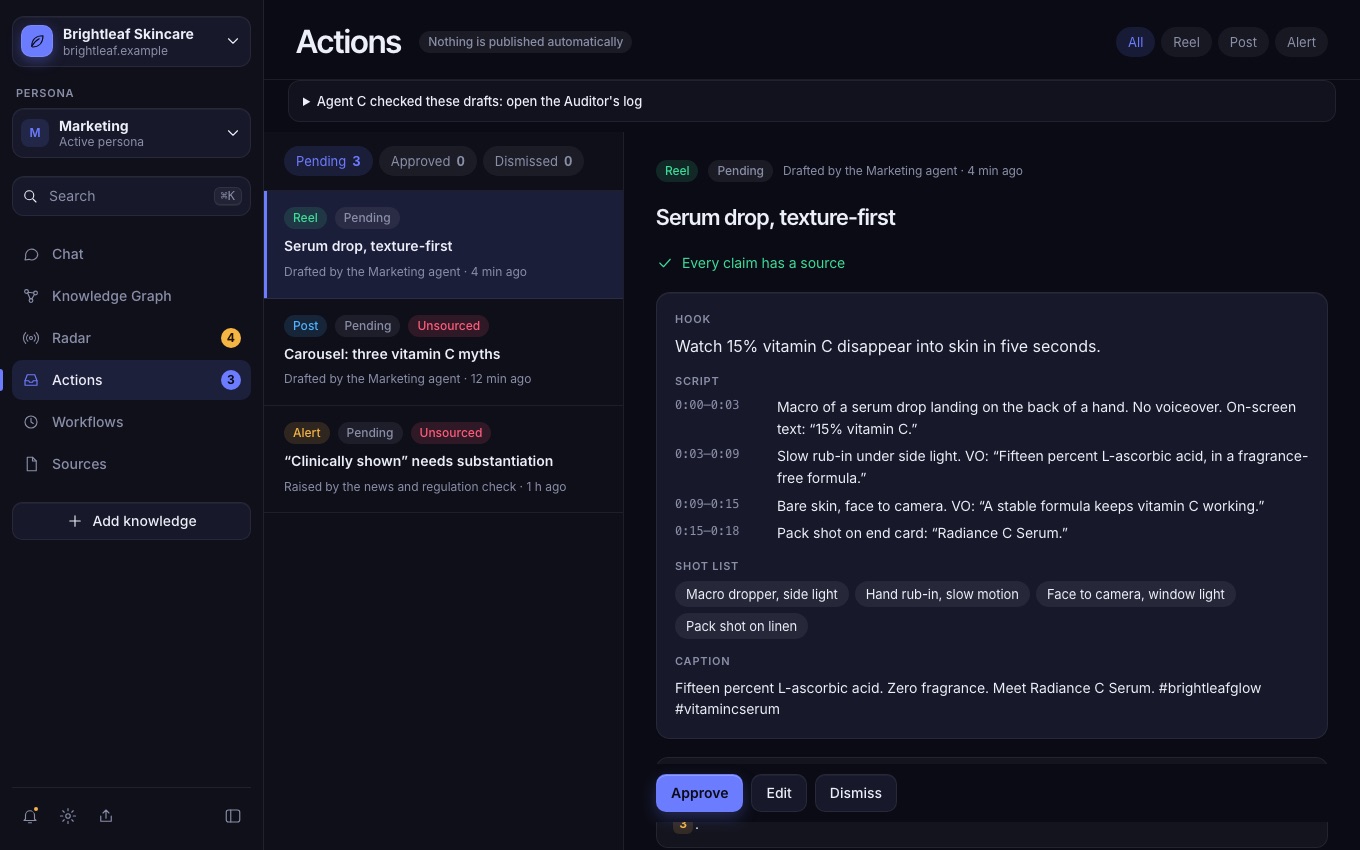 Brightleaf Skincare
brightleaf.example
PERSONA
M
Marketing
Active persona
Search
⌘K
Chat
Knowledge Graph
Radar
4
Actions
3
Workflows
Sources
Add knowledge
Actions
Nothing is published automatically
All
Reel
Post
Alert
Agent C checked these drafts: open the Auditor's log
Pending 3
Approved 0
Dismissed 0
Reel
Pending
Serum drop, texture-first
Drafted by the Marketing agent · 4 min ago
Post
Pending
Unsourced
Carousel: three vitamin C myths
Drafted by the Marketing agent · 12 min ago
Alert
Pending
Unsourced
“Clinically shown” needs substantiation
Raised by the news and regulation check · 1 h ago
Reel
Pending
Drafted by the Marketing agent · 4 min ago
Serum drop, texture-first
Every claim has a source
HOOK
Watch 15% vitamin C disappear into skin in five seconds.
SCRIPT
0:00–0:03
Macro of a serum drop landing on the back of a hand. No voiceover. On-screen
text: “15% vitamin C.”
0:03–0:09
Slow rub-in under side light. VO: “Fifteen percent L-ascorbic acid, in a fragrance-
free formula.”
0:09–0:15
Bare skin, face to camera. VO: “A stable formula keeps vitamin C working.”
0:15–0:18
Pack shot on end card: “Radiance C Serum.”
SHOT LIST
Macro dropper, side light
Hand rub-in, slow motion
Face to camera, window light
Pack shot on linen
CAPTION
Fifteen percent L-ascorbic acid. Zero fragrance. Meet Radiance C Serum. #brightleafglow
#vitamincserum
Approve
Edit
Dismiss
3 .